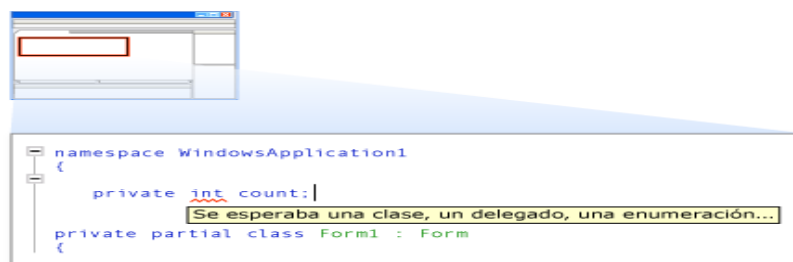 namespace WindowsApplication1
{
private int count;
Se esperaba una clase, un delegado, una enumeración...
private partial class Form1 : Form
{